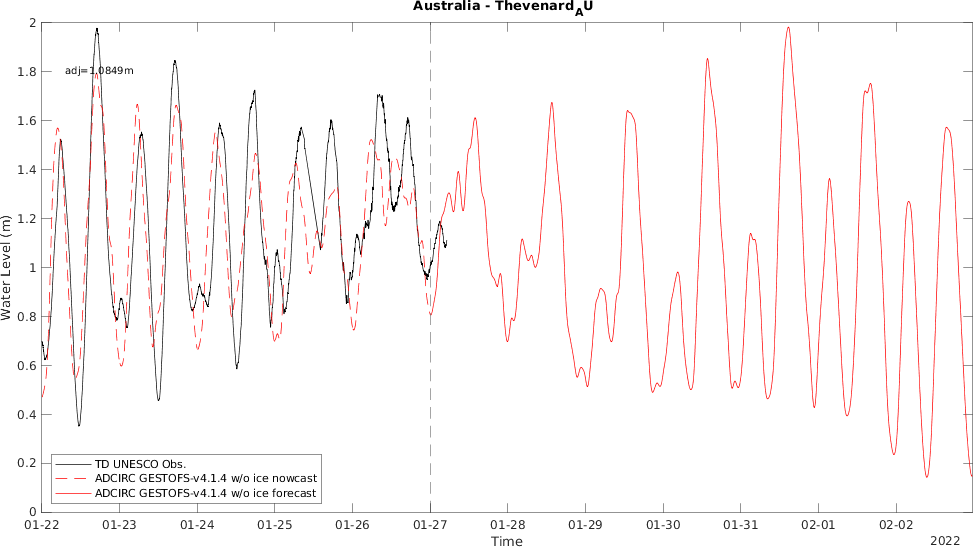 Australia - Thevenard_AU
adj=1.0849m
Water Level (m)
2
1.8
1.6
1.4
1.2
1
0.8
0.6
0.4
0.2
0
TD UNESCO Obs.
ADCIRC GESTOFS-v4.1.4 w/o ice nowcast
ADCIRC GESTOFS-v4.1.4 w/o ice forecast
01-22 01-23 01-24 01-25 01-26 01-27 01-28 01-29 01-30 01-31 02-01 02-02
Time
2022